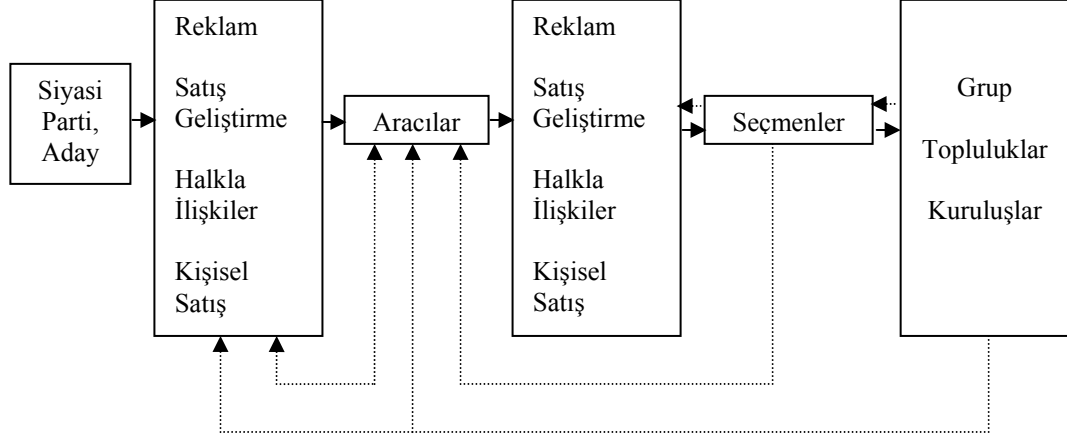 Siyasi
Parti,
Aday
Reklam
Satış
Geliştirme
Halkla
İlişkiler
Kişisel
Satış
Aracılar
Reklam
Satış
Geliştirme
Halkla
İlişkiler
Kişisel
Satış
Seçmenler
Grup
Topluluklar
Kuruluşlar